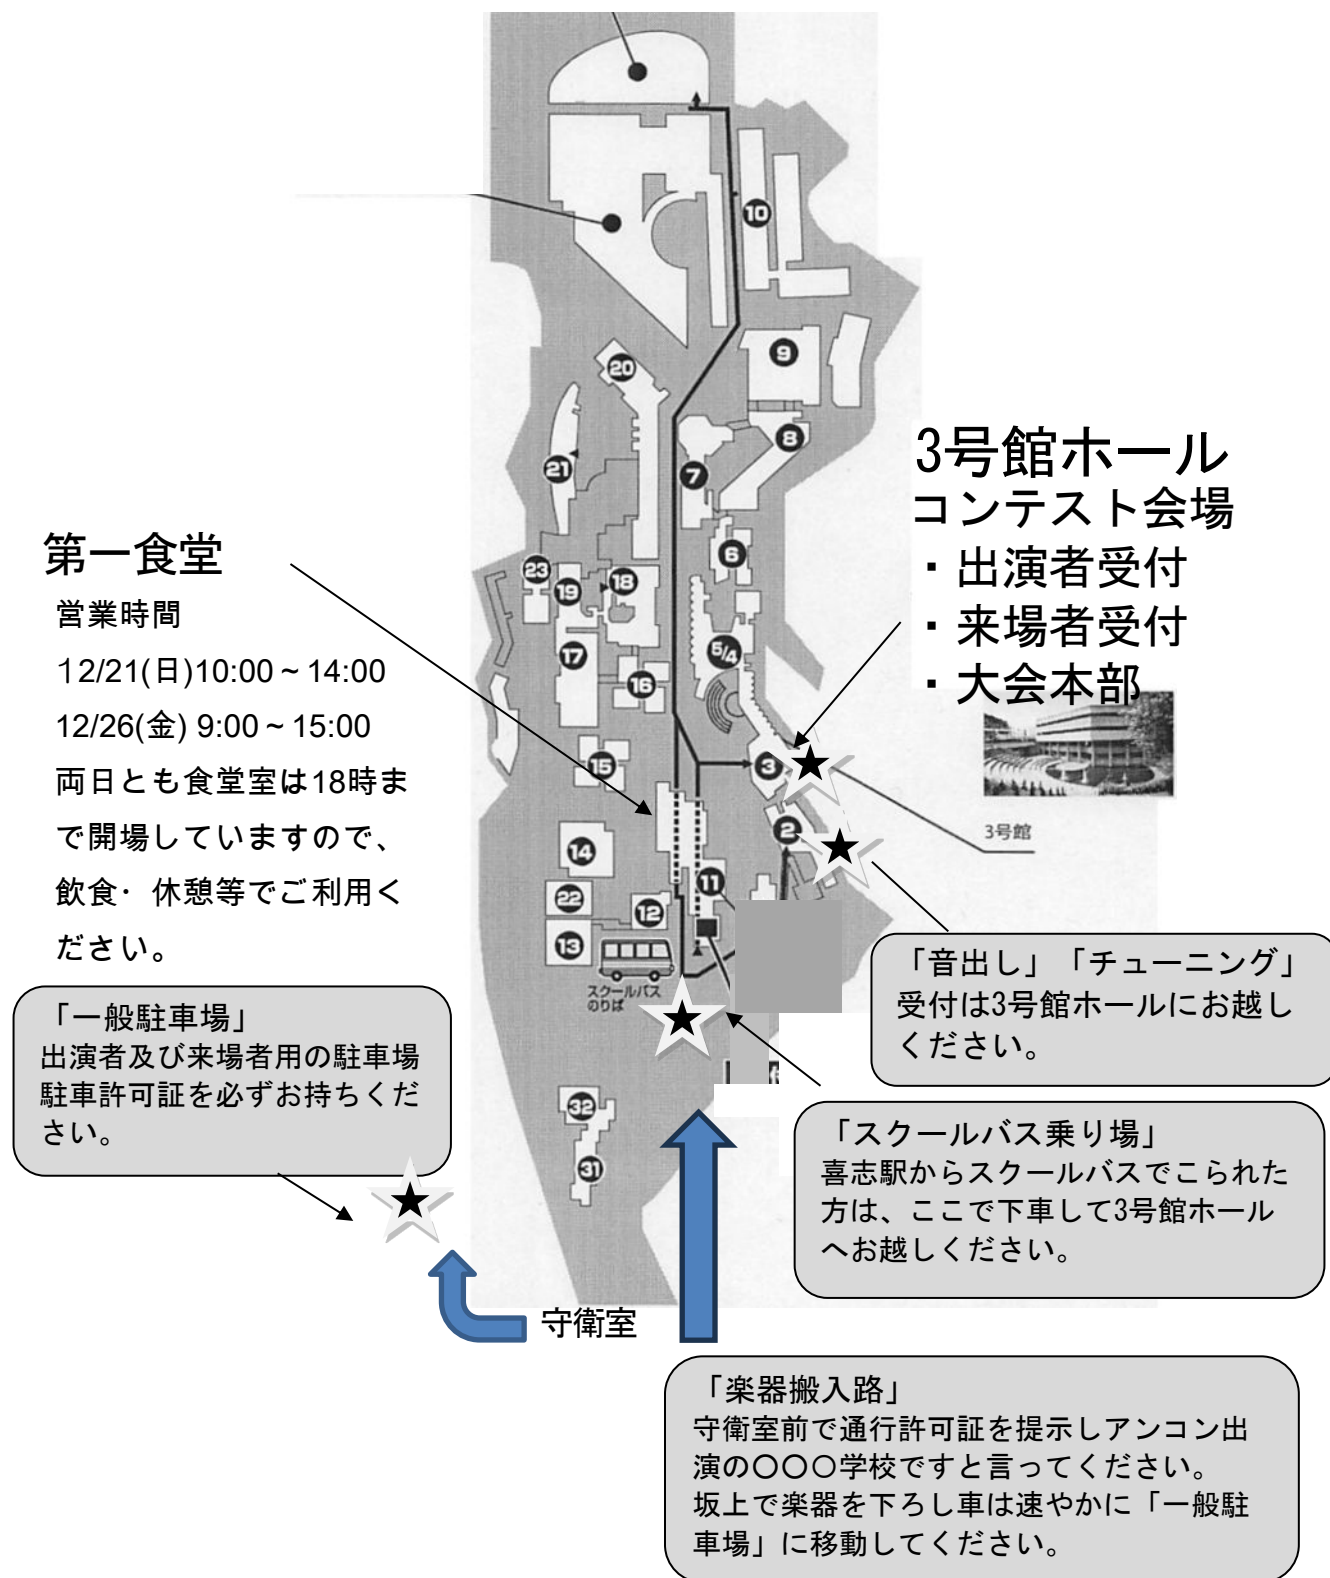 10
9
20
8
21
7
3号館ホール
コンテスト会場
・出演者受付
・来場者受付
・大会本部
第一食堂
営業時間
12/21(日)10:00～14:00
12/26(金) 9:00～15:00
両日とも食堂室は18時ま
で開場していますので、
飲食・ 休憩等でご利用く
ださい。
6
23
19
18
5/4
17
16
15
3
2
3号館
14
11
22
12
13
スクールバス
のりば
「音出し」「チューニング」
受付は3号館ホールにお越し
ください。
「一般駐車場」
出演者及び来場者用の駐車場
駐車許可証を必ずお持ちくだ
さい。
32
31
「スクールバス乗り場」
喜志駅からスクールバスでこられた
方は、ここで下車して3号館ホール
へお越しください。
守衛室
「楽器搬入路」
守衛室前で通行許可証を提示しアンコン出
演の〇〇〇学校ですと言ってください。
坂上で楽器を下ろし車は速やかに「一般駐
車場」に移動してください。